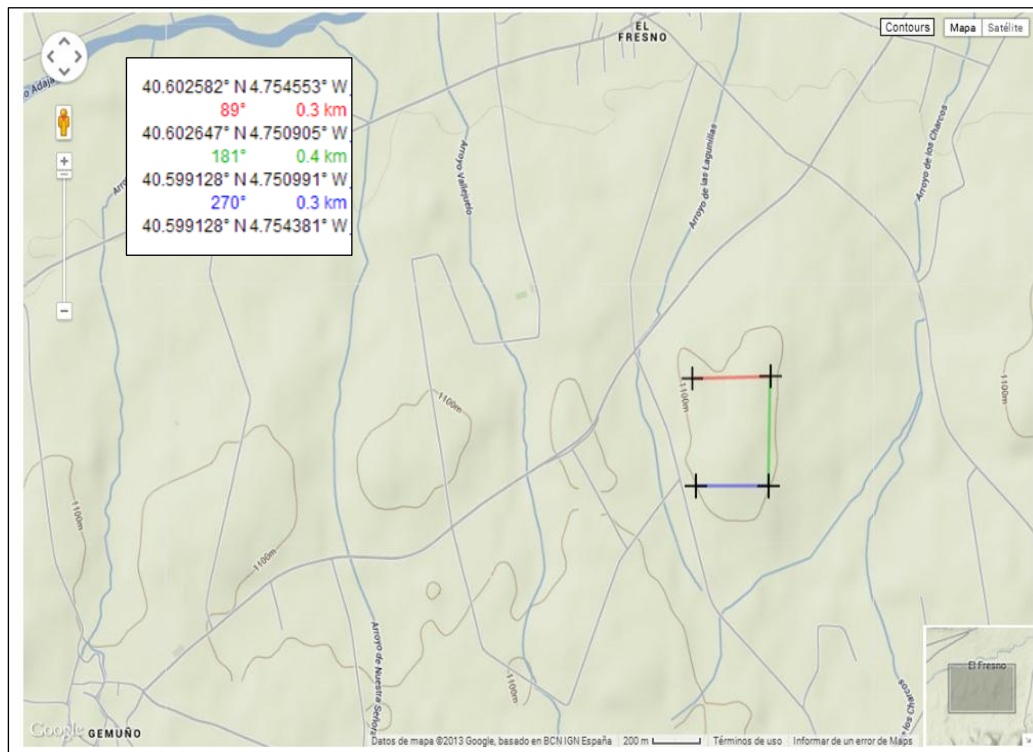 EL
FRESNO
Contours
Mapa
Satélite
o Adaja
40.602582° N 4.754553° W
89° 0.3 km
40.602647° N 4.750905° W
181° 0.4 km
40.599128° N 4.750991° W
270° 0.3 km
40.599128° N 4.754381° W
Arroyo Vallejuelo
Arroyo de las Lagunillas
Arroyo de los Charcos
1100m
1100m
1100m
1100m
1100m
1100m
Arroyo de Nuestra Señora
los Charcos
El Fresno
Google
GEMUÑO
Datos de mapa ©2013 Google, basado en BCN IGN España
200 m
Términos de uso
Informar de un error de Maps